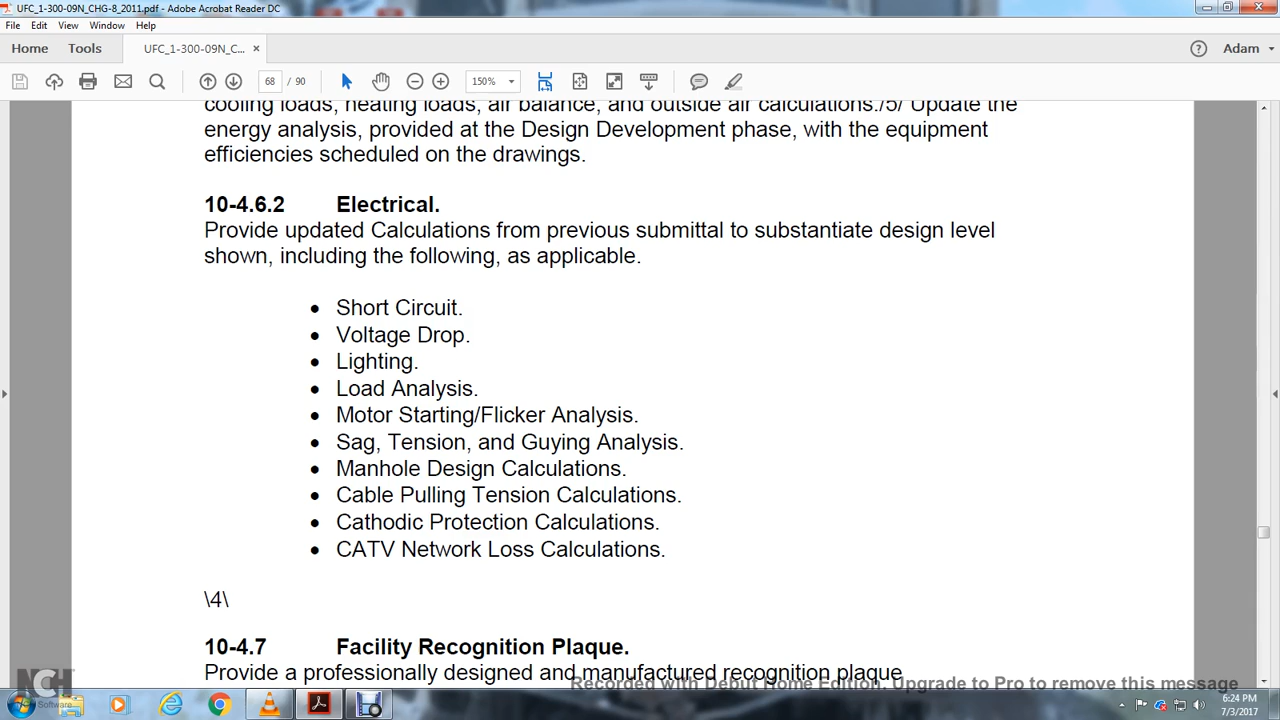 UFC_1-300-09N_CHG-8_2011.pdf - Adobe Acrobat Reader DC
File Edit View Window Help
Home Tools UFC_1-300-09N_C... × ? Adam
68 / 90 150%
cooling loads, heating loads, air balance, and outside air calculations./5/ Update the
energy analysis, provided at the Design Development phase, with the equipment
efficiencies scheduled on the drawings.
10-4.6.2 Electrical.
Provide updated Calculations from previous submittal to substantiate design level
shown, including the following, as applicable.
• Short Circuit.
• Voltage Drop.
• Lighting.
• Load Analysis.
• Motor Starting/Flicker Analysis.
• Sag, Tension, and Guying Analysis.
• Manhole Design Calculations.
• Cable Pulling Tension Calculations.
• Cathodic Protection Calculations.
• CATV Network Loss Calculations.
\4\
10-4.7 Facility Recognition Plaque.
Provide a professionally designed and manufactured recognition plaque
Recorded with Debut Home Edition. Upgrade to Pro to remove this message
NCH Software
6:24 PM
7/3/2017